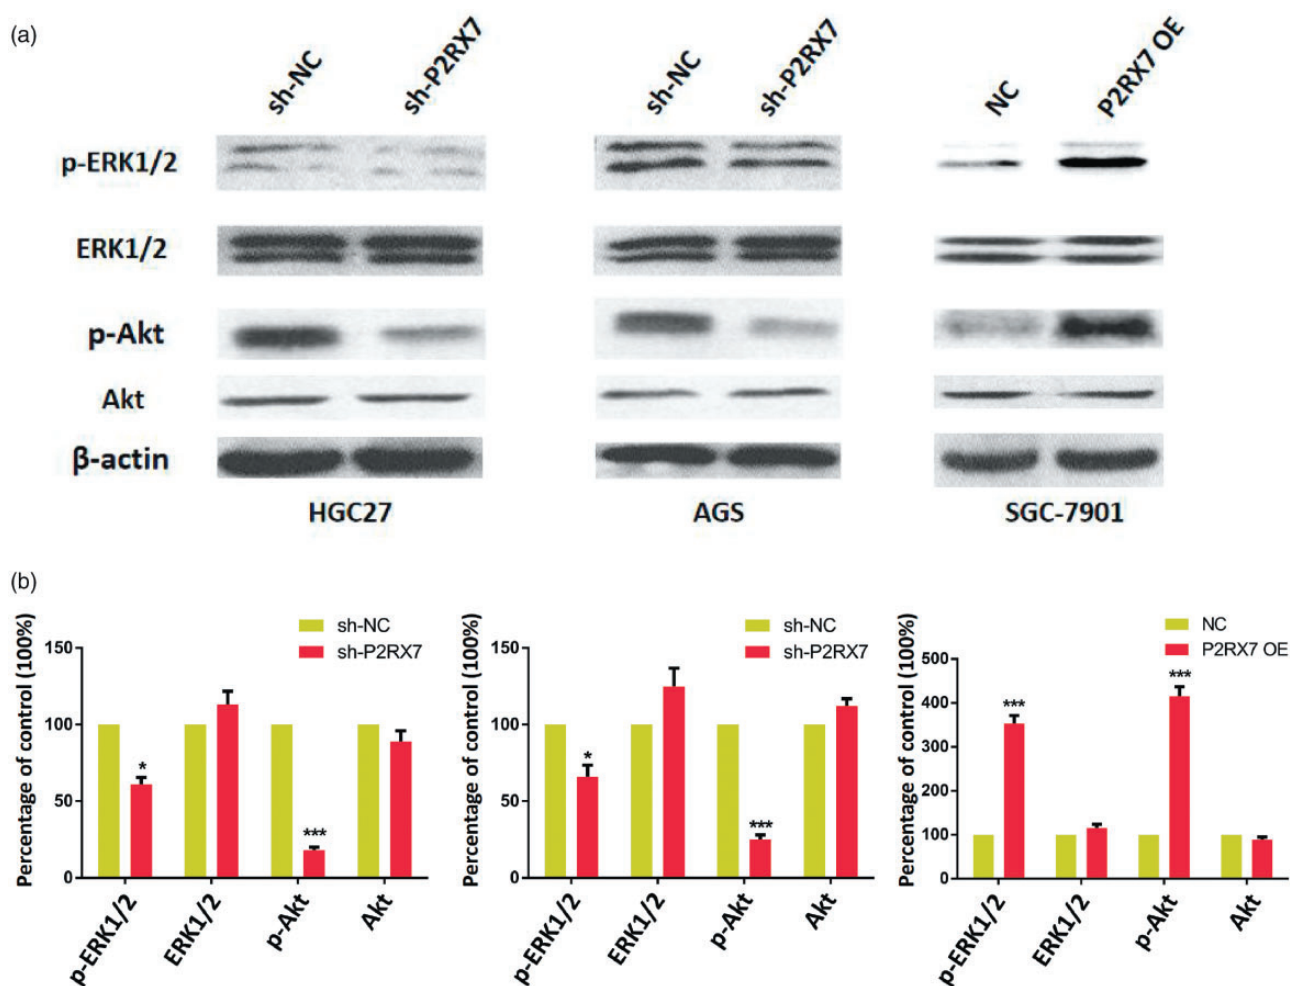 (a)
sh-NC sh-P2RX7 sh-NC sh-P2RX7 NC P2RX7 OE
p-ERK1/2
ERK1/2
p-Akt
Akt
β-actin
HGC27 AGS SGC-7901
(b)
Percentage of control (100%)
150
100
50
0
sh-NC
sh-P2RX7
*
***
p-ERK1/2 ERK1/2 p-Akt Akt
Percentage of control (100%)
150
100
50
0
sh-NC
sh-P2RX7
*
***
p-ERK1/2 ERK1/2 p-Akt Akt
Percentage of control (100%)
500
400
300
200
100
0
NC
P2RX7 OE
***
***
p-ERK1/2 ERK1/2 p-Akt Akt